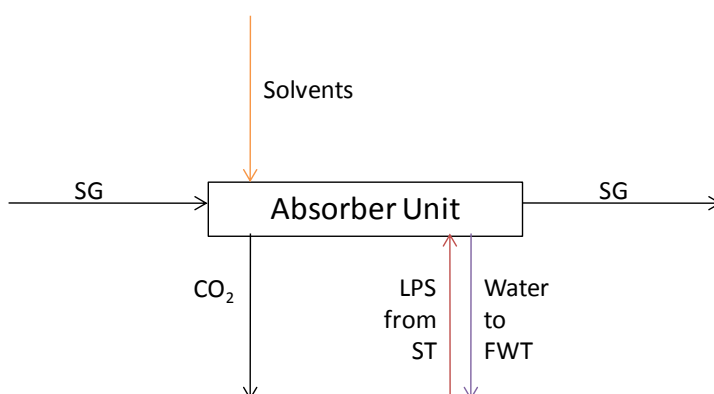 Solvents
SG
Absorber Unit
SG
CO₂
LPS
from
ST
Water
to
FWT